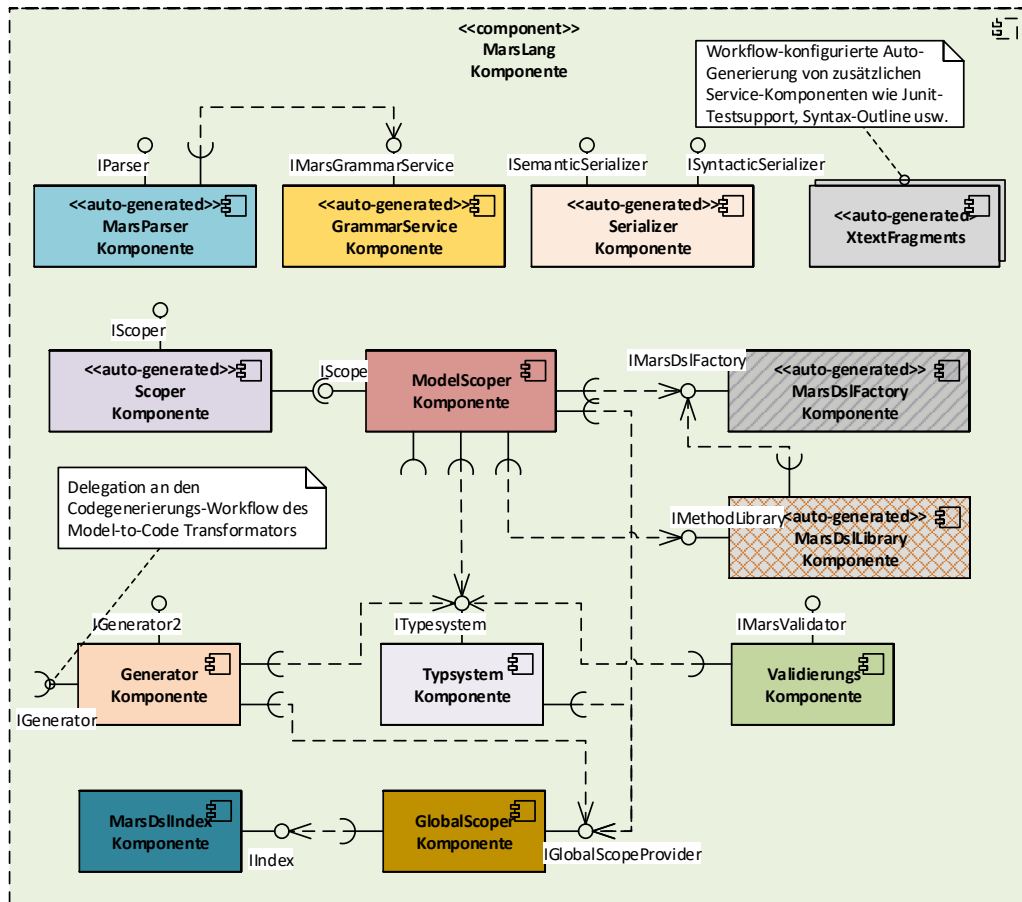 <<component>>
MarsLang
Komponente
Workflow-konfigurierte Auto-
Generierung von zusätzlichen
Service-Komponenten wie Junit-
Testsupport, Syntax-Outline usw.
IParser
IMarsGrammarService
ISemanticSerializer
ISyntacticSerializer
<<auto-generated>>
MarsParser
Komponente
<<auto-generated>>
GrammarService
Komponente
<<auto-generated>>
Serializer
Komponente
<<auto-generated>
XtextFragments
IScoper
IScope
IMarsDslFactory
<<auto-generated>>
Scoper
Komponente
ModelScoper
Komponente
<<auto-generated>>
MarsDslFactory
Komponente
Delegation an den
Codegenerierungs-Workflow des
Model-to-Code Transformators
IMethodLibrary
<<auto-generated>>
MarsDslLibrary
Komponente
IGenerator2
ITypesystem
IMarsValidator
Generator
Komponente
Typsystem
Komponente
Validierungs
Komponente
IGenerator
MarsDslIndex
Komponente
GlobalScoper
Komponente
IIndex
IGlobalScopeProvider